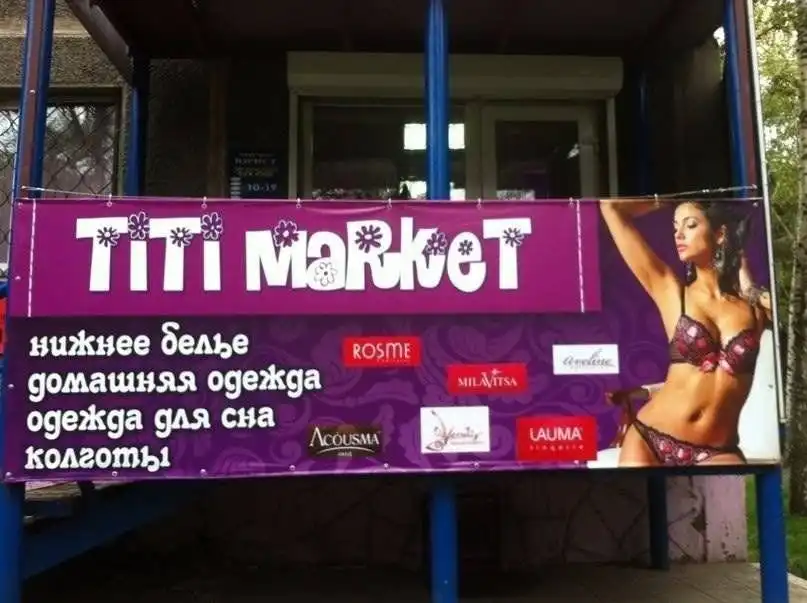 TiTi MaRKeT
нижнее белье
домашняя одежда
одежда для сна
колготы
ROSME
MILAVITSA
aveline
ACOUSMA
LAUMA
lingerie
10-19